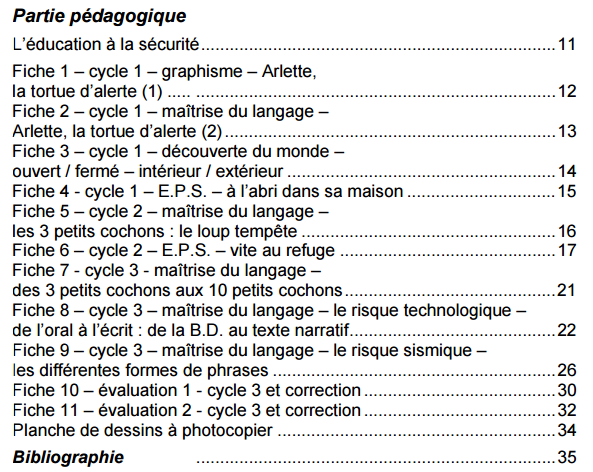 Partie pédagogique
L'éducation à la sécurité.....................................................................11
Fiche 1 – cycle 1 – graphisme – Arlette,
la tortue d'alerte (1) ..... .....................................................................12
Fiche 2 – cycle 1 – maîtrise du langage –
Arlette, la tortue d'alerte (2)................................................................13
Fiche 3 – cycle 1 – découverte du monde –
ouvert / fermé – intérieur / extérieur ....................................................14
Fiche 4 - cycle 1 – E.P.S. – à l'abri dans sa maison .............................15
Fiche 5 – cycle 2 – maîtrise du langage –
les 3 petits cochons : le loup tempête .................................................16
Fiche 6 – cycle 2 – E.P.S. – vite au refuge ..........................................17
Fiche 7 - cycle 3 - maîtrise du langage –
des 3 petits cochons aux 10 petits cochons.........................................21
Fiche 8 – cycle 3 – maîtrise du langage – le risque technologique –
de l'oral à l'écrit : de la B.D. au texte narratif........................................22
Fiche 9 – cycle 3 – maîtrise du langage – le risque sismique –
les différentes formes de phrases .......................................................26
Fiche 10 – évaluation 1 - cycle 3 et correction .....................................30
Fiche 11 – évaluation 2 - cycle 3 et correction .....................................32
Planche de dessins à photocopier ......................................................34
Bibliographie ......................................................................35